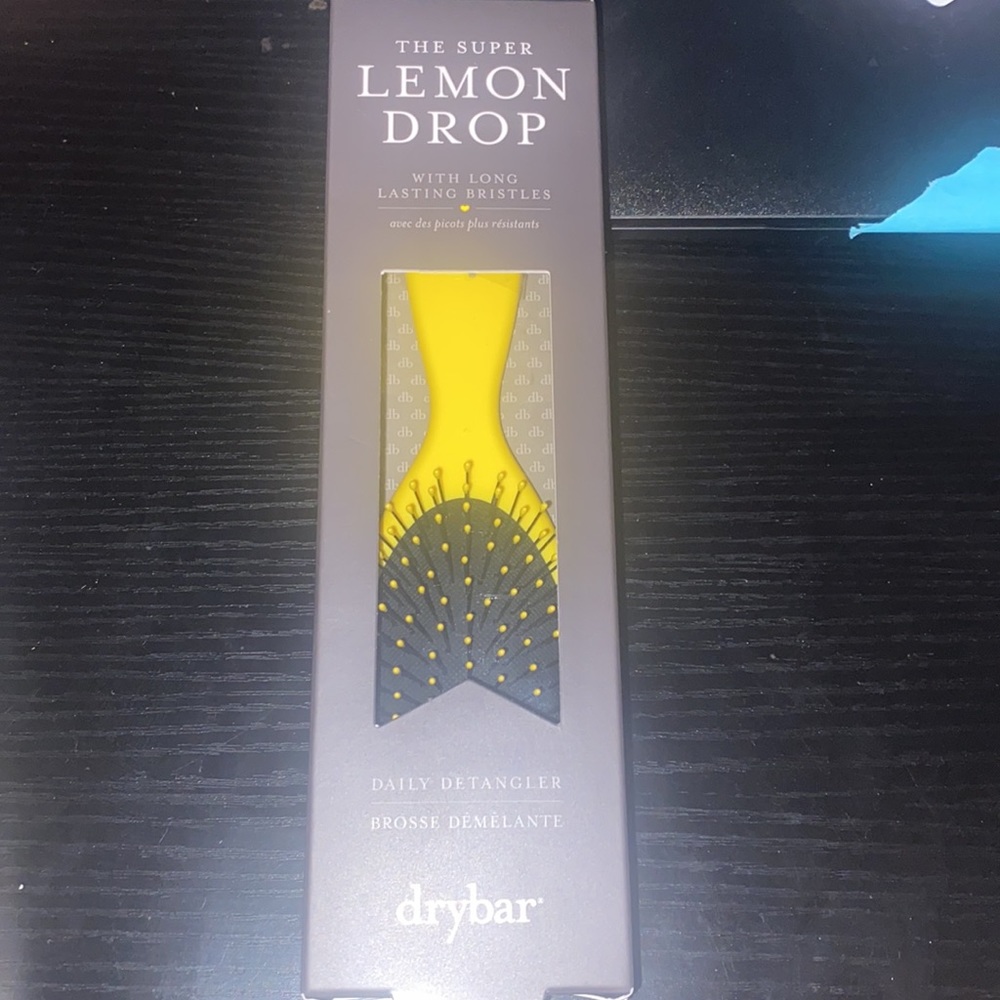 THE SUPER
LEMON
DROP
WITH LONG
LASTING BRISTLES
avec des picots plus résistants
DAILY DETANGLER
BROSSE DÉMÊLANTE
drybar